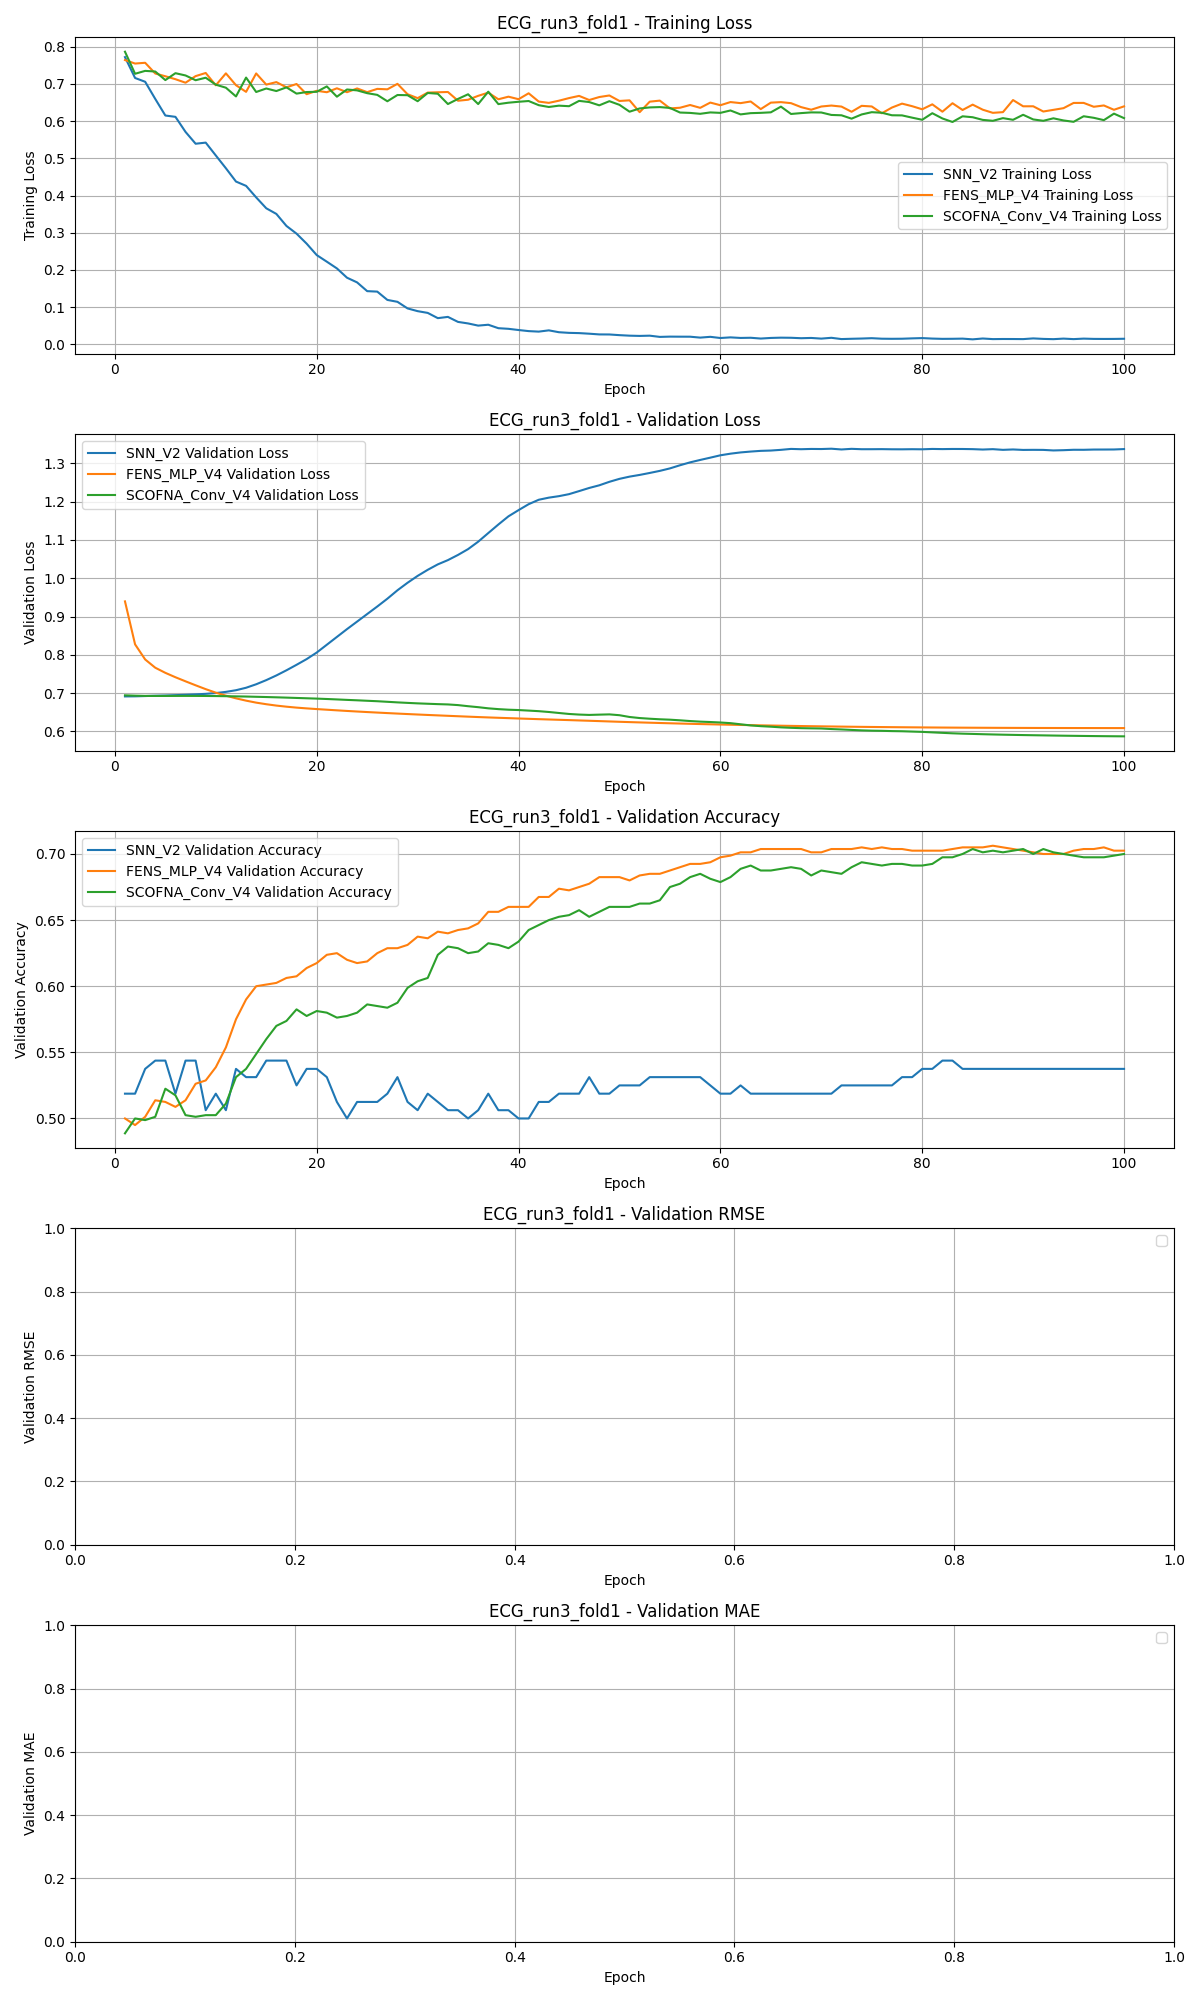 ECG_run3_fold1 - Training Loss
Training Loss
0.8
0.7
0.6
0.5
0.4
0.3
0.2
0.1
0.0
SNN_V2 Training Loss
FENS_MLP_V4 Training Loss
SCOFNA_Conv_V4 Training Loss
0 20 40 60 80 100
Epoch
ECG_run3_fold1 - Validation Loss
Validation Loss
1.3
1.2
1.1
1.0
0.9
0.8
0.7
0.6
SNN_V2 Validation Loss
FENS_MLP_V4 Validation Loss
SCOFNA_Conv_V4 Validation Loss
0 20 40 60 80 100
Epoch
ECG_run3_fold1 - Validation Accuracy
Validation Accuracy
0.70
0.65
0.60
0.55
0.50
SNN_V2 Validation Accuracy
FENS_MLP_V4 Validation Accuracy
SCOFNA_Conv_V4 Validation Accuracy
0 20 40 60 80 100
Epoch
ECG_run3_fold1 - Validation RMSE
Validation RMSE
1.0
0.8
0.6
0.4
0.2
0.0
0.0 0.2 0.4 0.6 0.8 1.0
Epoch
ECG_run3_fold1 - Validation MAE
Validation MAE
1.0
0.8
0.6
0.4
0.2
0.0
0.0 0.2 0.4 0.6 0.8 1.0
Epoch